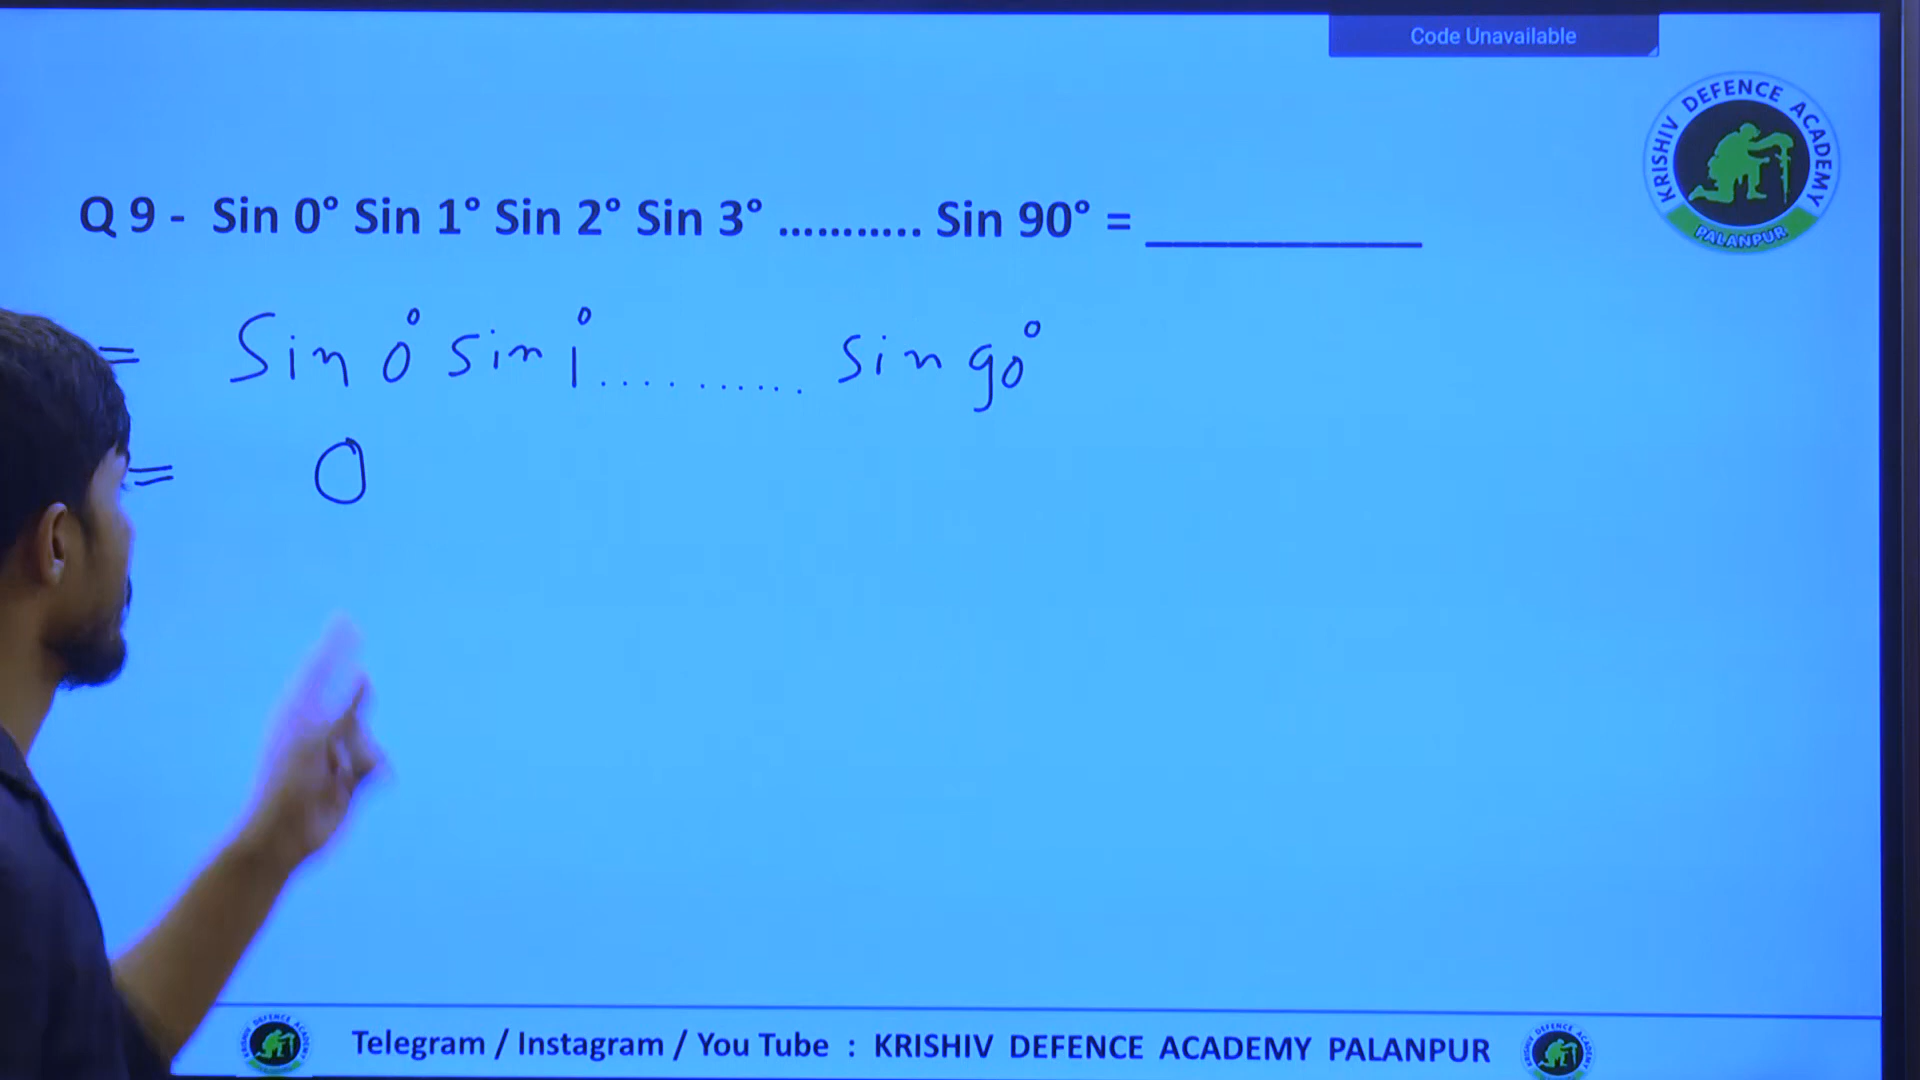 Code Unavailable
KRISHIV DEFENCE ACADEMY
PALANPUR
Q 9 - Sin 0° Sin 1° Sin 2° Sin 3° ........... Sin 90° = ___________
= Sin 0° sin 1° .......... sin 90°
= 0
Telegram / Instagram / You Tube : KRISHIV DEFENCE ACADEMY PALANPUR